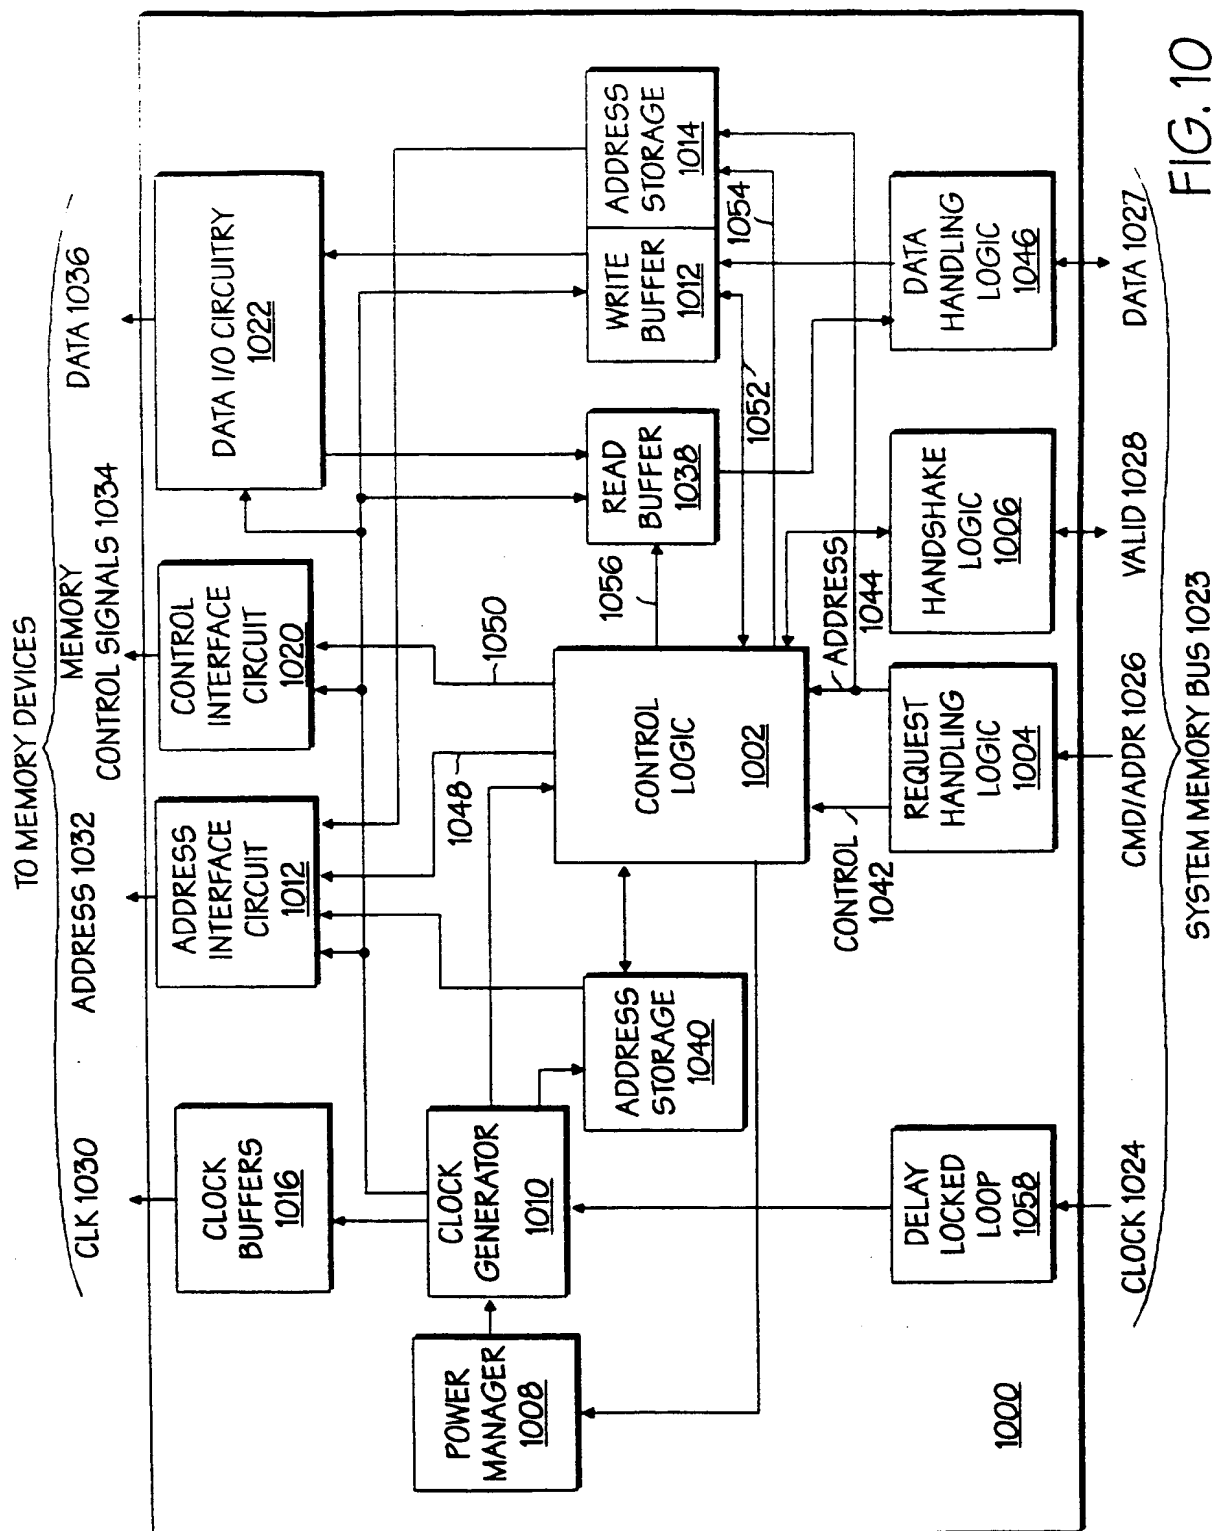 TO MEMORY DEVICES
CLK 1030
ADDRESS 1032
MEMORY
CONTROL SIGNALS 1034
DATA 1036
CLOCK
BUFFERS
1016
ADDRESS
INTERFACE
CIRCUIT
1012
CONTROL
INTERFACE
CIRCUIT
1020
DATA I/O CIRCUITRY
1022
POWER
MANAGER
1008
CLOCK
GENERATOR
1010
1048
1050
ADDRESS
STORAGE
1040
CONTROL
LOGIC
1002
1056
READ
BUFFER
1038
WRITE
BUFFER
1012
ADDRESS
STORAGE
1014
1052
1054
CONTROL
1042
ADDRESS
1044
DELAY
LOCKED
LOOP
1058
REQUEST
HANDLING
LOGIC
1004
HANDSHAKE
LOGIC
1006
DATA
HANDLING
LOGIC
1046
1000
CLOCK 1024
CMD/ADDR 1026
VALID 1028
DATA 1027
SYSTEM MEMORY BUS 1023
FIG. 10